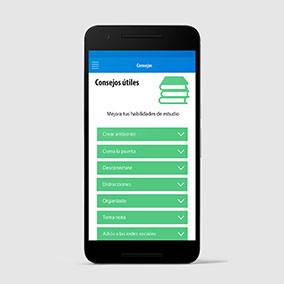 Consejos
Consejos útiles
Mejora tus habilidades de estudio
Crear ambiente
Cierra la puerta
Desconéctate
Distracciones
Organízate
Toma nota
Adiós a las redes sociales